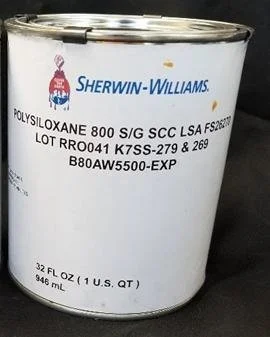 SHERWIN-WILLIAMS.
POLYSILOXANE 800 S/G SCC LSA FS26270
LOT RRO041 K7SS-279 & 269
B80AW5500-EXP
32 FL OZ ( 1 U.S. QT )
946 mL